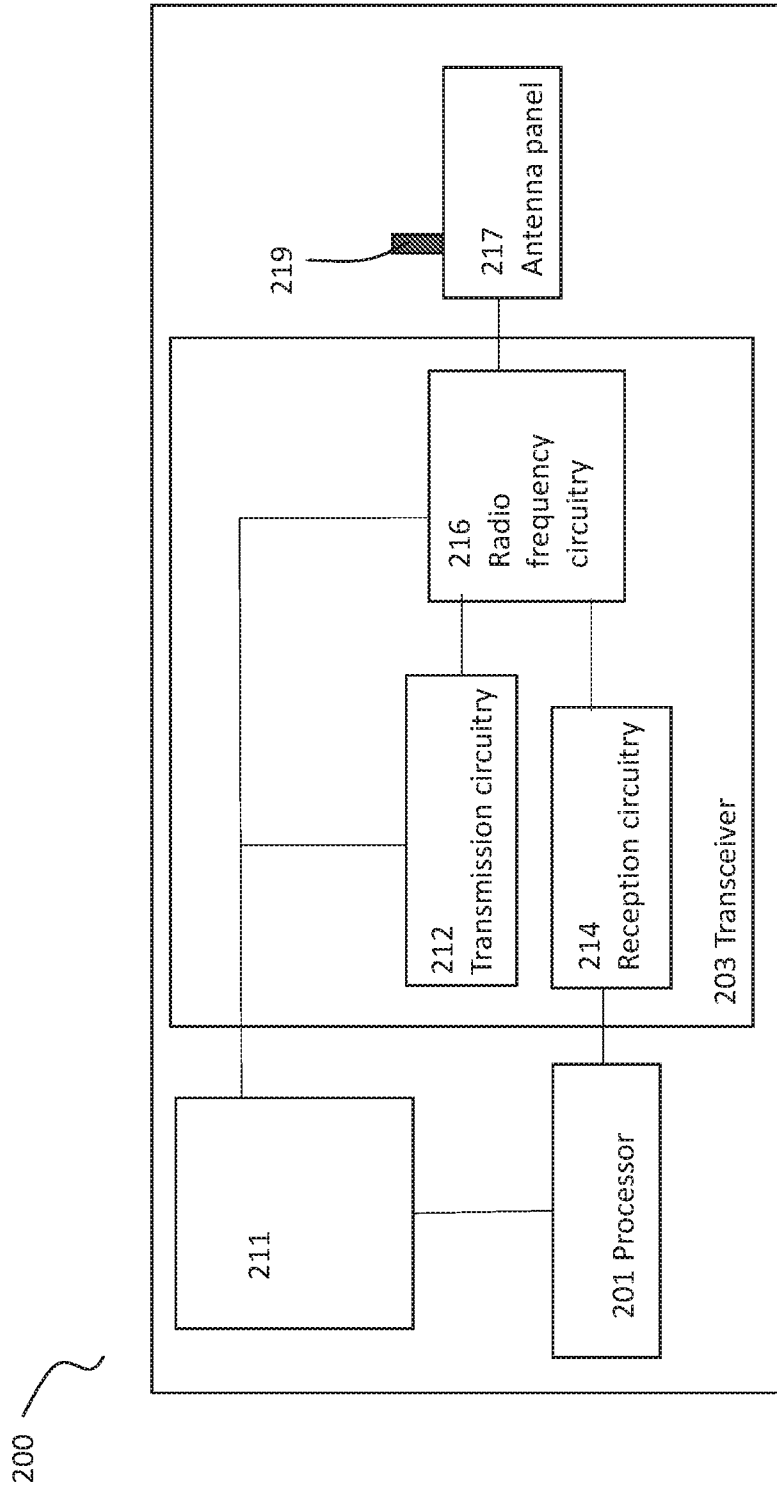 200
211
201 Processor
212
Transmission circuitry
214
Reception circuitry
203 Transceiver
216
Radio
frequency
circuitry
219
217
Antenna panel